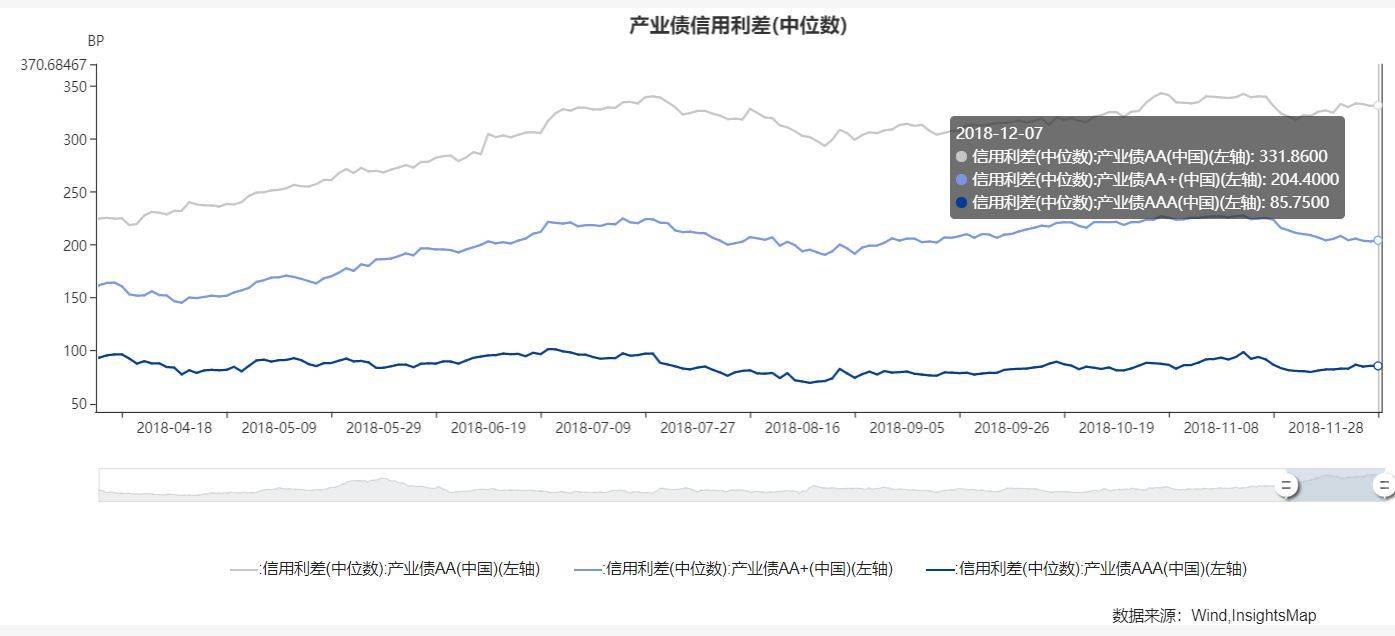 产业债信用利差(中位数)
BP
370.68467
350
300
250
200
150
100
50
2018-12-07
信用利差(中位数):产业债AA(中国)(左轴): 331.8600
信用利差(中位数):产业债AA+(中国)(左轴): 204.4000
信用利差(中位数):产业债AAA(中国)(左轴): 85.7500
2018-04-18 2018-05-09 2018-05-29 2018-06-19 2018-07-09 2018-07-27 2018-08-16 2018-09-05 2018-09-26 2018-10-19 2018-11-08 2018-11-28
:信用利差(中位数):产业债AA(中国)(左轴) :信用利差(中位数):产业债AA+(中国)(左轴) :信用利差(中位数):产业债AAA(中国)(左轴)
数据来源：Wind,InsightsMap